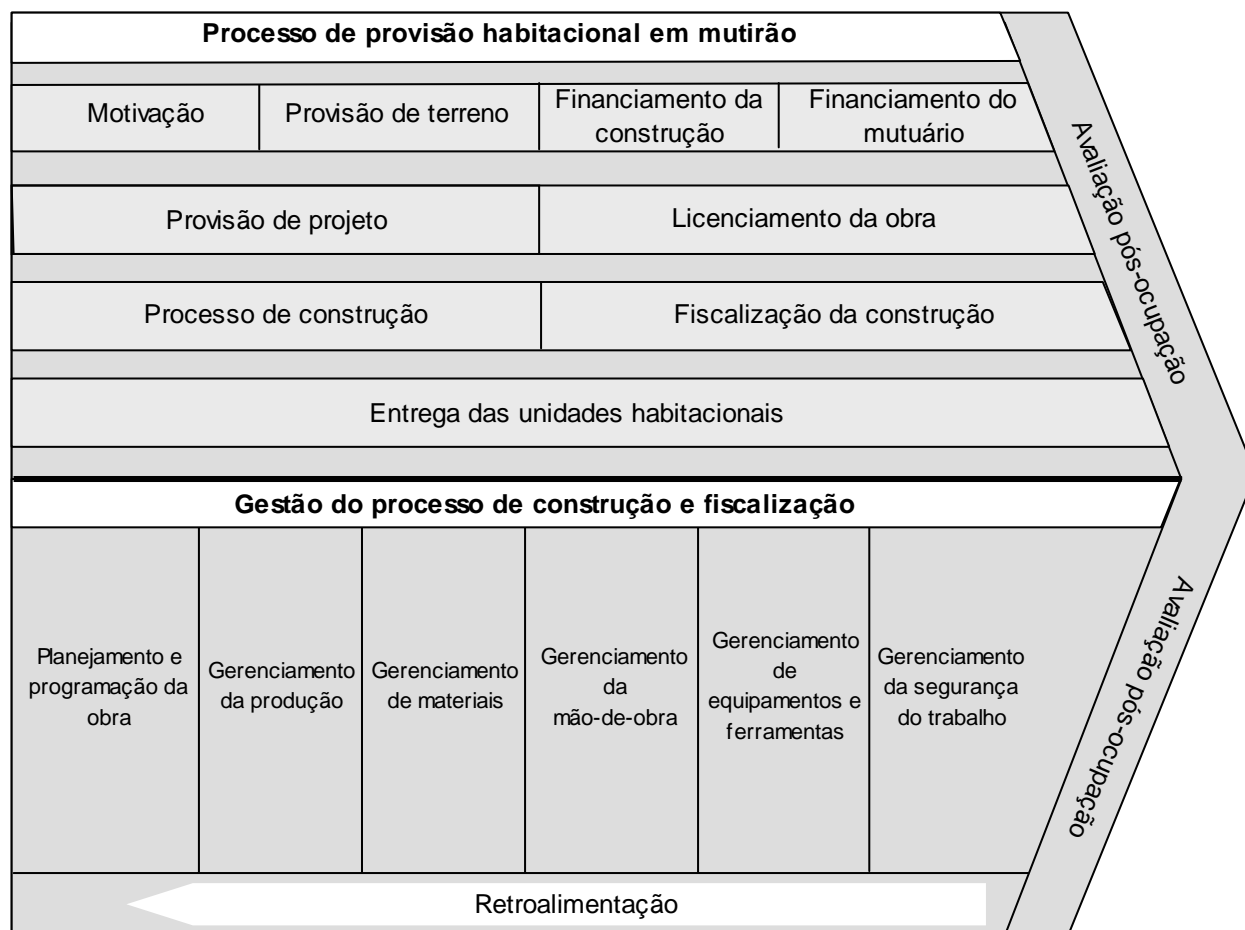 Processo de provisão habitacional em mutirão
Motivação
Provisão de terreno
Financiamento da
construção
Financiamento do
mutuário
Provisão de projeto
Licenciamento da obra
Processo de construção
Fiscalização da construção
Entrega das unidades habitacionais
Avaliação pós-ocupação
Gestão do processo de construção e fiscalização
Planejamento e
programação da
obra
Gerenciamento
da produção
Gerenciamento
de materiais
Gerenciamento
da
mão-de-obra
Gerenciamento
de
equipamentos e
ferramentas
Gerenciamento
da segurança
do trabalho
Avaliação pós-ocupação
Retroalimentação